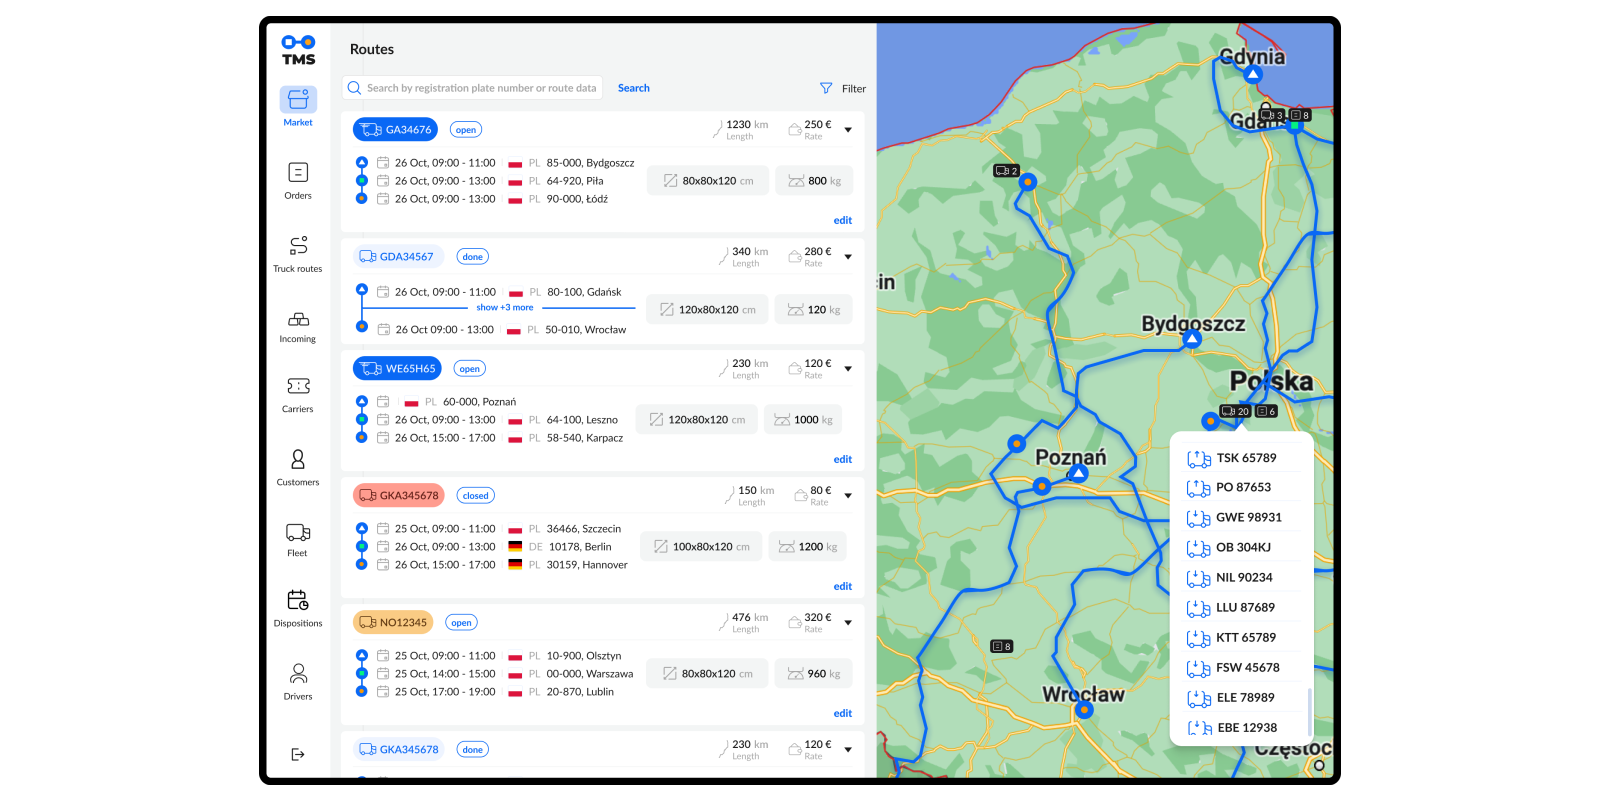 TMS
Market
Orders
Truck routes
Incoming
Carriers
Customers
Fleet
Dispositions
Drivers
Routes
Search by registration plate number or route data
Search
Filter
GA34676 open 1230 km Length 250 € Rate
26 Oct, 09:00 - 11:00 PL 85-000, Bydgoszcz
26 Oct, 09:00 - 13:00 PL 64-920, Piła
26 Oct, 09:00 - 13:00 PL 90-000, Łódź
80x80x120 cm 800 kg
edit
GDA34567 done 340 km Length 280 € Rate
26 Oct, 09:00 - 11:00 PL 80-100, Gdańsk
show +3 more
26 Oct 09:00 - 13:00 PL 50-010, Wrocław
120x80x120 cm 120 kg
WE65H65 open 230 km Length 120 € Rate
PL 60-000, Poznań
26 Oct, 09:00 - 13:00 PL 64-100, Leszno
26 Oct, 15:00 - 17:00 PL 58-540, Karpacz
120x80x120 cm 1000 kg
edit
GKA345678 closed 150 km Length 80 € Rate
25 Oct, 09:00 - 11:00 PL 36466, Szczecin
26 Oct, 09:00 - 13:00 DE 10178, Berlin
26 Oct, 15:00 - 17:00 PL 30159, Hannover
100x80x120 cm 1200 kg
edit
NO12345 open 476 km Length 320 € Rate
25 Oct, 09:00 - 11:00 PL 10-900, Olsztyn
25 Oct, 14:00 - 15:00 PL 00-000, Warszawa
25 Oct, 17:00 - 19:00 PL 20-870, Lublin
80x80x120 cm 960 kg
edit
GKA345678 done 230 km Length 120 € Rate
Gdynia
3 8
2
in
Bydgoszcz
Polska
20 6
Poznań
TSK 65789
PO 87653
GWE 98931
OB 304KJ
NIL 90234
LLU 87689
KTT 65789
FSW 45678
ELE 78989
EBE 12938
8
Wrocław
Częstoc